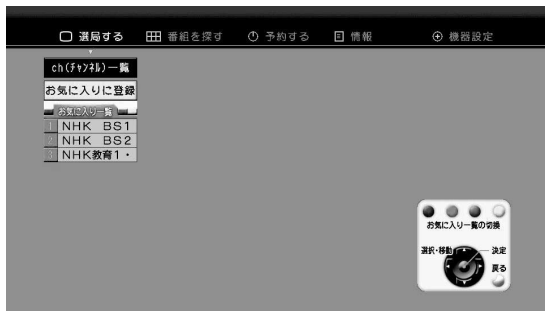 選局する 番組を探す 予約する 情報 機器設定
ch(チャンネル)一覧
お気に入りに登録
お気に入り一覧
1 NHK BS1
2 NHK BS2
3 NHK教育1・
お気に入り一覧の切換
選択・移動 決定
戻る